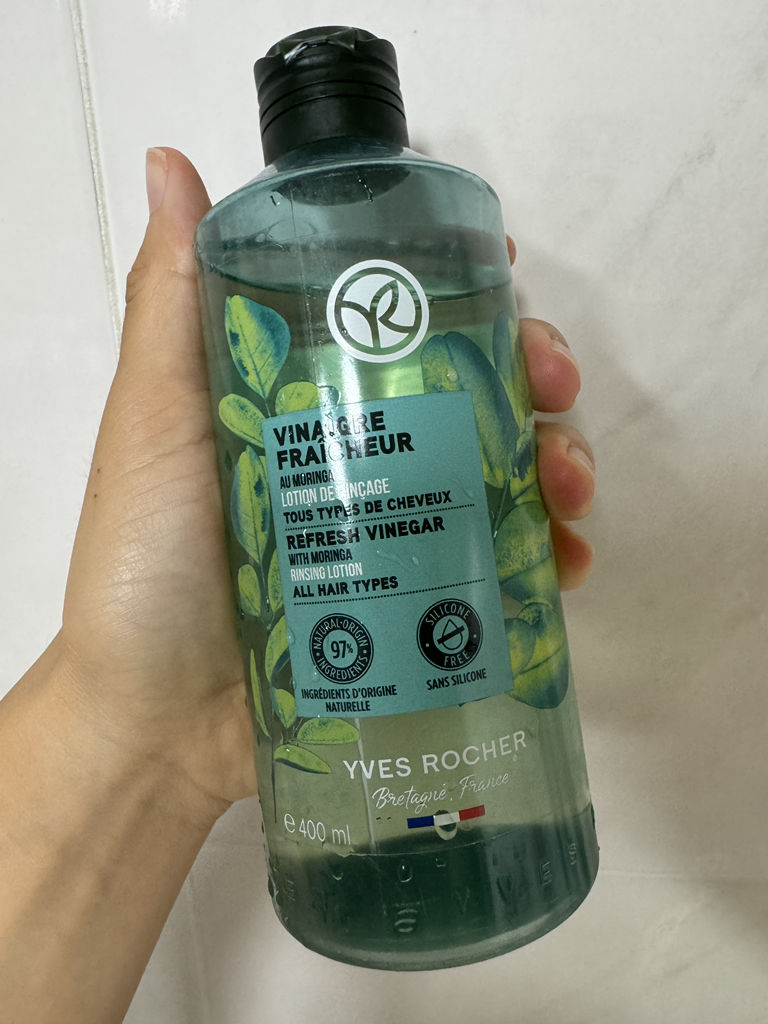 YR
VINAIGRE
FRAÎCHEUR
AU MORINGA
LOTION DE RINÇAGE
TOUS TYPES DE CHEVEUX
REFRESH VINEGAR
WITH MORINGA
RINSING LOTION
ALL HAIR TYPES
NATURAL-ORIGIN
97%
INGREDIENTS
SILICONE
FREE
INGRÉDIENTS D'ORIGINE
NATURELLE
SANS SILICONE
YVES ROCHER
Bretagne, France
e 400 ml